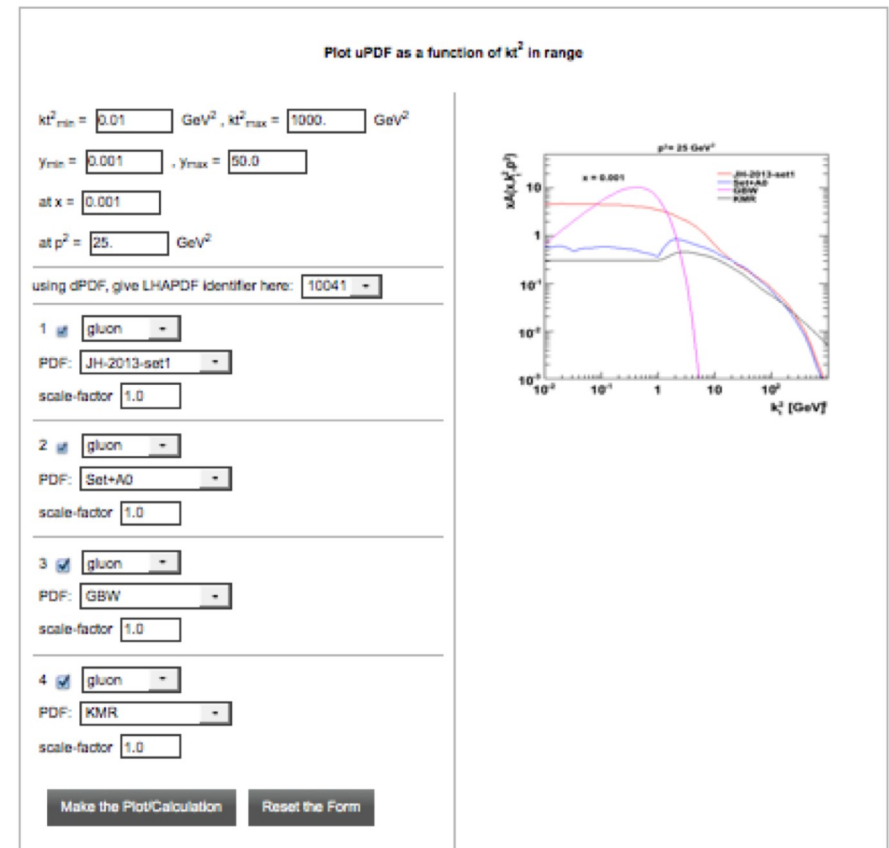 Plot uPDF as a function of kt² in range
kt²min = 0.01 GeV² , kt²max = 1000. GeV²
ymin = 0.001 , ymax = 50.0
at x = 0.001
at p² = 25. GeV²
using dPDF, give LHAPDF identifier here: 10041
1 gluon
PDF: JH-2013-set1
scale-factor 1.0
2 gluon
PDF: Set+A0
scale-factor 1.0
3 gluon
PDF: GBW
scale-factor 1.0
4 gluon
PDF: KMR
scale-factor 1.0
Make the Plot/Calculation Reset the Form
p²= 25 GeV²
xA(x,kt²,p²)
x = 0.001
JH-2013-set1
Set+A0
GBW
KMR
10
1
10⁻¹
10⁻²
10⁻³
10⁻² 10⁻¹ 1 10 10²
kt² [GeV²]